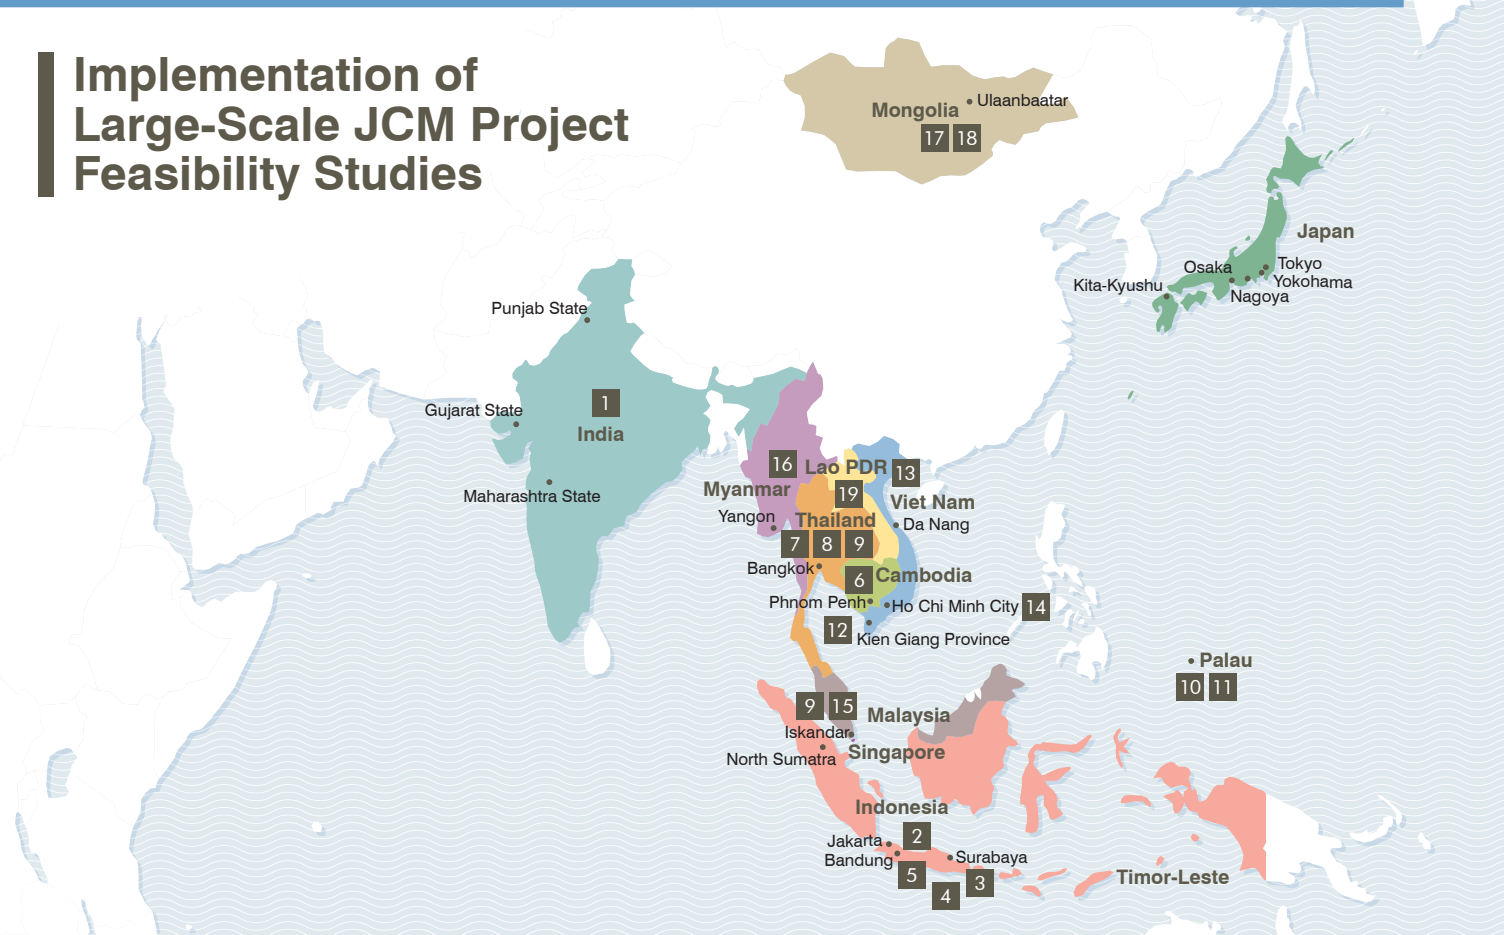 Implementation of
Large-Scale JCM Project
Feasibility Studies
Ulaanbaatar
Mongolia
17 18
Japan
Osaka
Tokyo
Kita-Kyushu
Yokohama
Nagoya
Punjab State
1
Gujarat State
India
Maharashtra State
16
Lao PDR
13
Myanmar
19
Viet Nam
Yangon
Thailand
Da Nang
7 8 9
Bangkok
6
Cambodia
Phnom Penh
Ho Chi Minh City
14
12
Kien Giang Province
Palau
10 11
9 15
Malaysia
Iskandar
Singapore
North Sumatra
Indonesia
2
Jakarta
Bandung
Surabaya
5
3
4
Timor-Leste